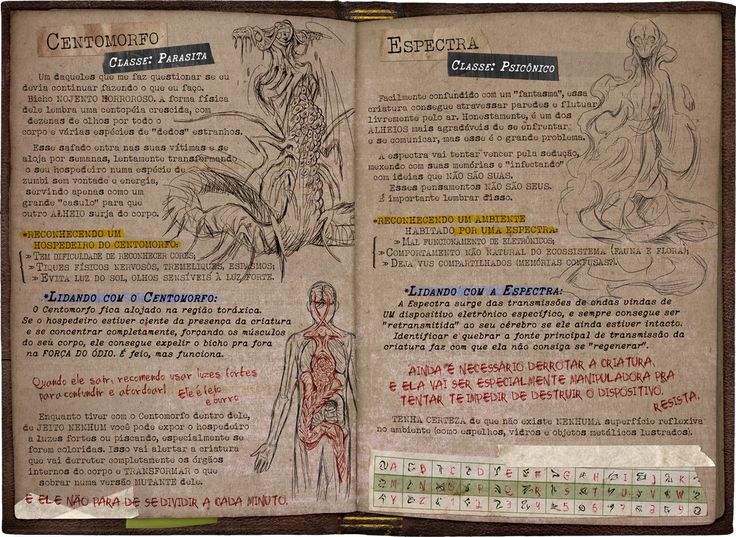 CENTOMORFO
CLASSE: PARASITA
Um daqueles que me faz questionar se eu
devia continuar fazendo o que eu faço.
Bicho NOJENTO HORROROSO. A forma física
dele lembra uma centopéia crescida, com
dezenas de olhos por todo o
corpo e várias espécies de "dedos" estranhos.
Esse safado entra nas suas vítimas e se
aloja por semanas, lentamente transformando
o seu hospedeiro numa espécie de
zumbi sem vontade e energia,
servindo apenas como um
grande "casulo" para que
outro ALHEIO surja do corpo.
*RECONHECENDO UM
HOSPEDEIRO DO CENTOMORFO:
» TEM DIFICULDADE DE RECONHECER CORES;
» TIQUES FÍSICOS NERVOSOS, TREMELIQUES, ESPASMOS;
» EVITA LUZ DO SOL, OLHOS SENSÍVEIS À LUZ FORTE.
*LIDANDO COM O CENTOMORFO:
O Centomorfo fica alojado na região toráxica.
Se o hospedeiro estiver ciente da presença da criatura
e se concentrar completamente, forçando os músculos
do seu corpo, ele consegue expelir o bicho pra fora
na FORÇA DO ÓDIO. É feio, mas funciona.
Quando ele sair, recomendo usar luzes fortes
para confundir e atordoar!
Ele é feio
e burro
Enquanto tiver com o Centomorfo dentro dele,
de JEITO NENHUM você pode expor o hospedeiro
a luzes fortes ou piscando, especialmente se
forem coloridas. Isso vai alertar a criatura
que vai derreter completamente os órgãos
internos do corpo e TRANSFORMAR o que
sobrar numa versão MUTANTE dele.
E ELE NÃO PARA DE SE DIVIDIR A CADA MINUTO.
ESPECTRA
CLASSE: PSICÔNICO
Facilmente confundido com um "fantasma", essa
criatura consegue atravessar paredes e flutuar
livremente pelo ar. Honestamente, é um dos
ALHEIOS mais agradáveis de se enfrentar
e se comunicar, mas esse é o grande problema.
A espectra vai tentar vencer pela sedução,
mexendo com suas memórias e "infectando"
com ideias que NÃO SÃO SUAS.
Esses pensamentos NÃO SÃO SEUS.
É importante lembrar disso.
*RECONHECENDO UM AMBIENTE
HABITADO POR UMA ESPECTRA:
» MAL FUNCIONAMENTO DE ELETRÔNICOS;
» COMPORTAMENTO NÃO NATURAL DO ECOSSISTEMA (FAUNA E FLORA);
» DEJA VUS COMPARTILHADOS (MEMÓRIAS CONFUSAS).
*LIDANDO COM A ESPECTRA:
A Espectra surge das transmissões de ondas vindas de
UM dispositivo eletrônico específico, e sempre consegue ser
"retransmitida" ao seu cérebro se ele ainda estiver intacto.
Identificar e quebrar a fonte principal de transmissão da
criatura faz com que ela não consiga se "regenerar".
AINDA É NECESSÁRIO DERROTAR A CRIATURA,
E ELA VAI SER ESPECIALMENTE MANIPULADORA PRA
TENTAR TE IMPEDIR DE DESTRUIR O DISPOSITIVO.
RESISTA.
TENHA CERTEZA de que não existe NENHUMA superfície reflexiva
no ambiente (como espelhos, vidros e objetos metálicos lustrados).
A B C D E F G H I J K L
M N O P Q R S T U V W X
Y Z 1 2 3 4 5 6 7 8 9